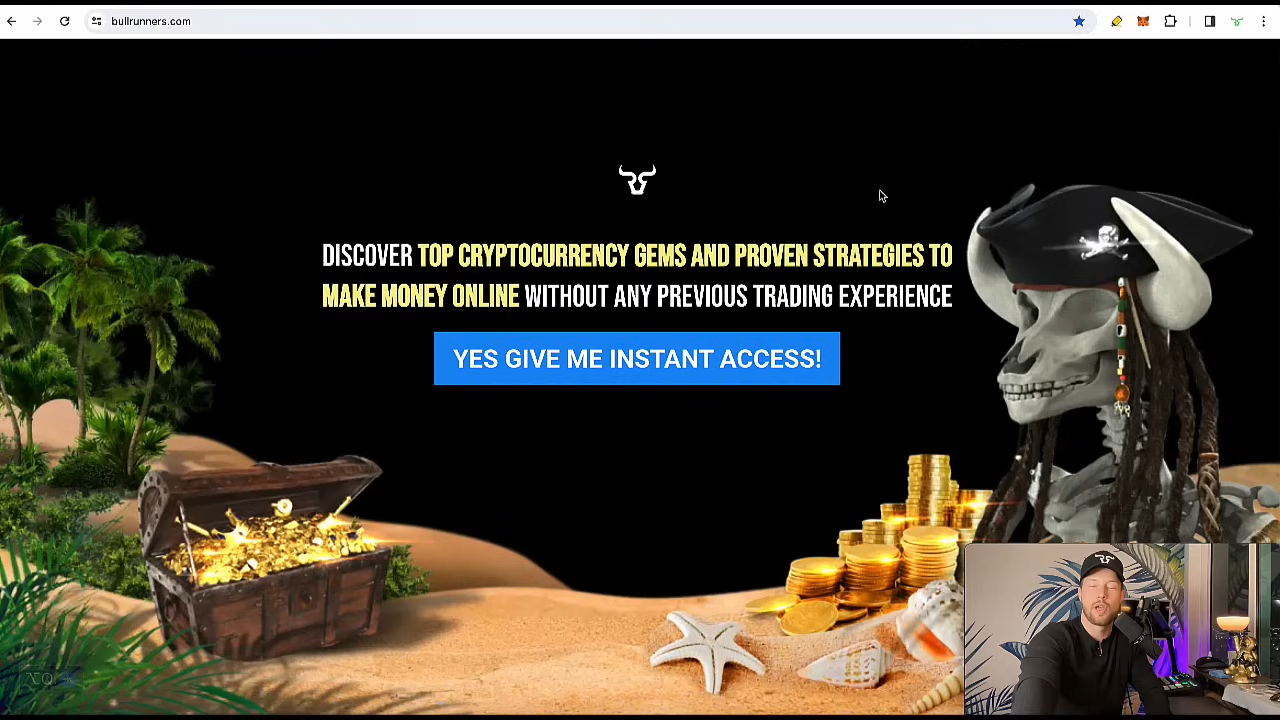 bullrunners.com
DISCOVER TOP CRYPTOCURRENCY GEMS AND PROVEN STRATEGIES TO
MAKE MONEY ONLINE WITHOUT ANY PREVIOUS TRADING EXPERIENCE
YES GIVE ME INSTANT ACCESS!